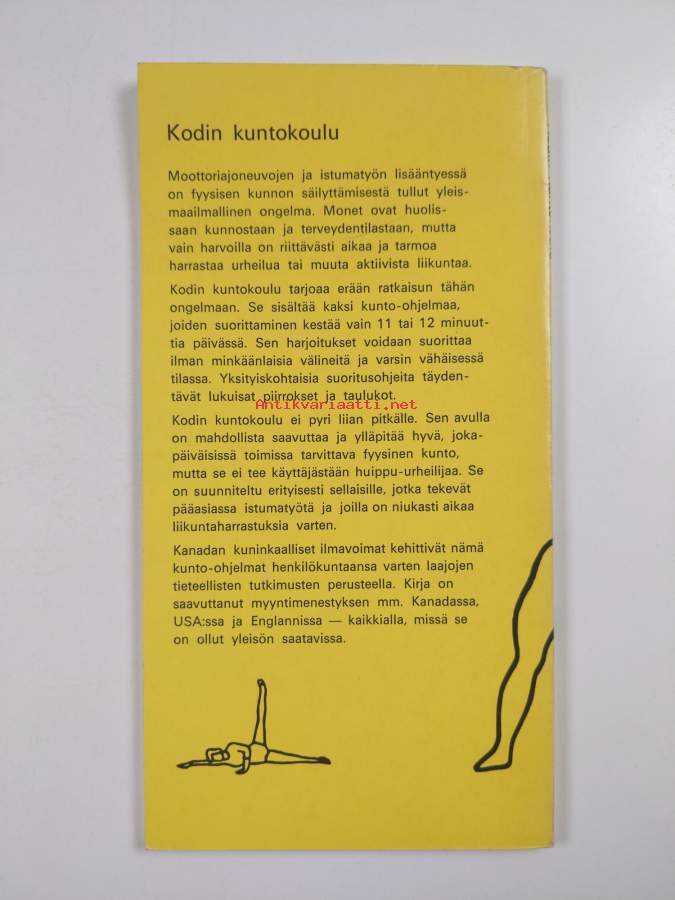 Kodin kuntokoulu
Moottoriajoneuvojen ja istumatyön lisääntyessä
on fyysisen kunnon säilyttämisestä tullut yleis-
maailmallinen ongelma. Monet ovat huolis-
saan kunnostaan ja terveydentilastaan, mutta
vain harvoilla on riittävästi aikaa ja tarmoa
harrastaa urheilua tai muuta aktiivista liikuntaa.
Kodin kuntokoulu tarjoaa erään ratkaisun tähän
ongelmaan. Se sisältää kaksi kunto-ohjelmaa,
joiden suorittaminen kestää vain 11 tai 12 minuut-
tia päivässä. Sen harjoitukset voidaan suorittaa
ilman minkäänlaisia välineitä ja varsin vähäisessä
tilassa. Yksityiskohtaisia suoritusohjeita täyden-
tävät lukuisat piirrokset ja taulukot.
Antikvariaatti.net
Kodin kuntokoulu ei pyri liian pitkälle. Sen avulla
on mahdollista saavuttaa ja ylläpitää hyvä, joka-
päiväisissä toimissa tarvittava fyysinen kunto,
mutta se ei tee käyttäjästään huippu-urheilijaa. Se
on suunniteltu erityisesti sellaisille, jotka tekevät
pääasiassa istumatyötä ja joilla on niukasti aikaa
liikuntaharrastuksia varten.
Kanadan kuninkaalliset ilmavoimat kehittivät nämä
kunto-ohjelmat henkilökuntaansa varten laajojen
tieteellisten tutkimusten perusteella. Kirja on
saavuttanut myyntimenestyksen mm. Kanadassa,
USA:ssa ja Englannissa — kaikkialla, missä se
on ollut yleisön saatavissa.